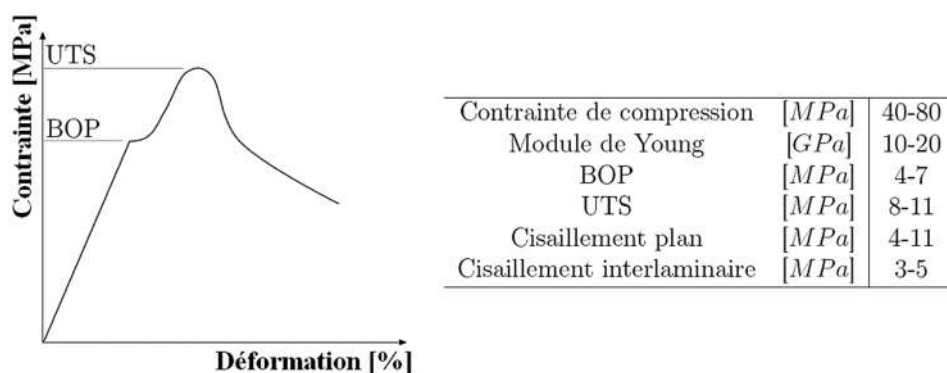 Contrainte [MPa]
UTS
BOP
Déformation [%]
Contrainte de compression [MPa] 40-80
Module de Young [GPa] 10-20
BOP [MPa] 4-7
UTS [MPa] 8-11
Cisaillement plan [MPa] 4-11
Cisaillement interlaminaire [MPa] 3-5